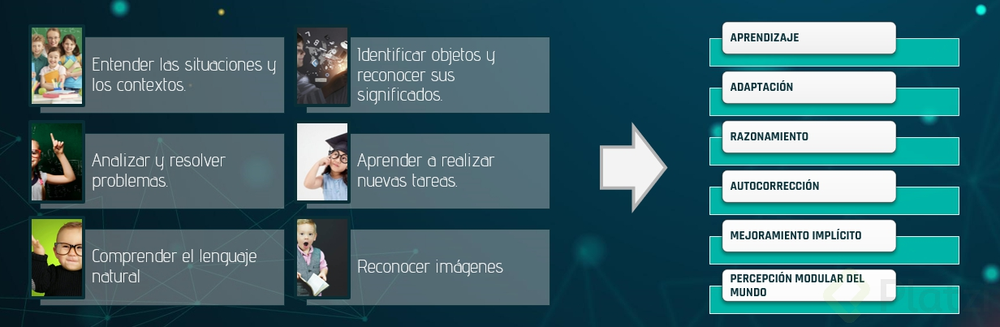 Entender las situaciones y
los contextos.
Identificar objetos y
reconocer sus
significados.
Analizar y resolver
problemas.
Aprender a realizar
nuevas tareas.
Comprender el lenguaje
natural
Reconocer imágenes
APRENDIZAJE
ADAPTACIÓN
RAZONAMIENTO
AUTOCORRECCIÓN
MEJORAMIENTO IMPLÍCITO
PERCEPCIÓN MODULAR DEL
MUNDO